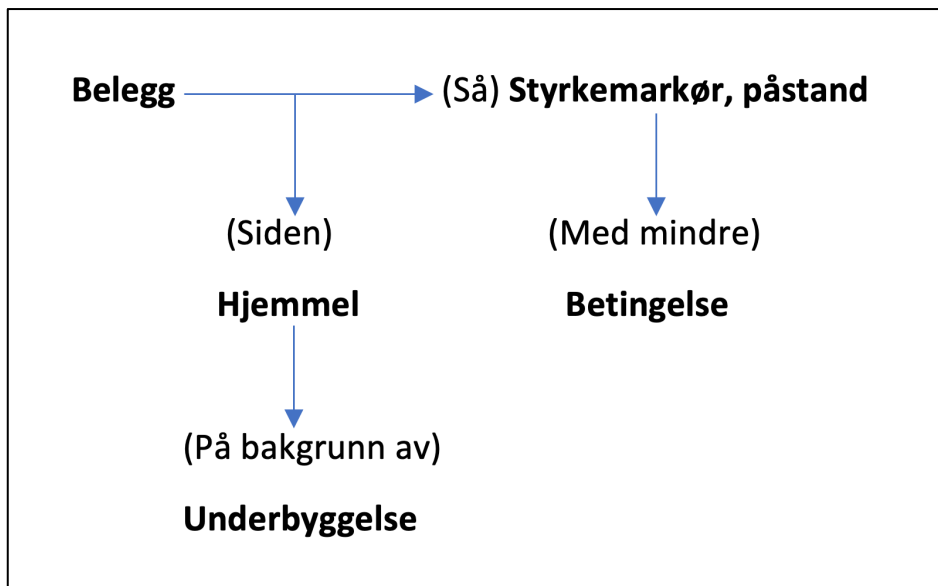 Belegg (Så) Styrkemarkør, påstand
(Siden) (Med mindre)
Hjemmel Betingelse
(På bakgrunn av)
Underbyggelse